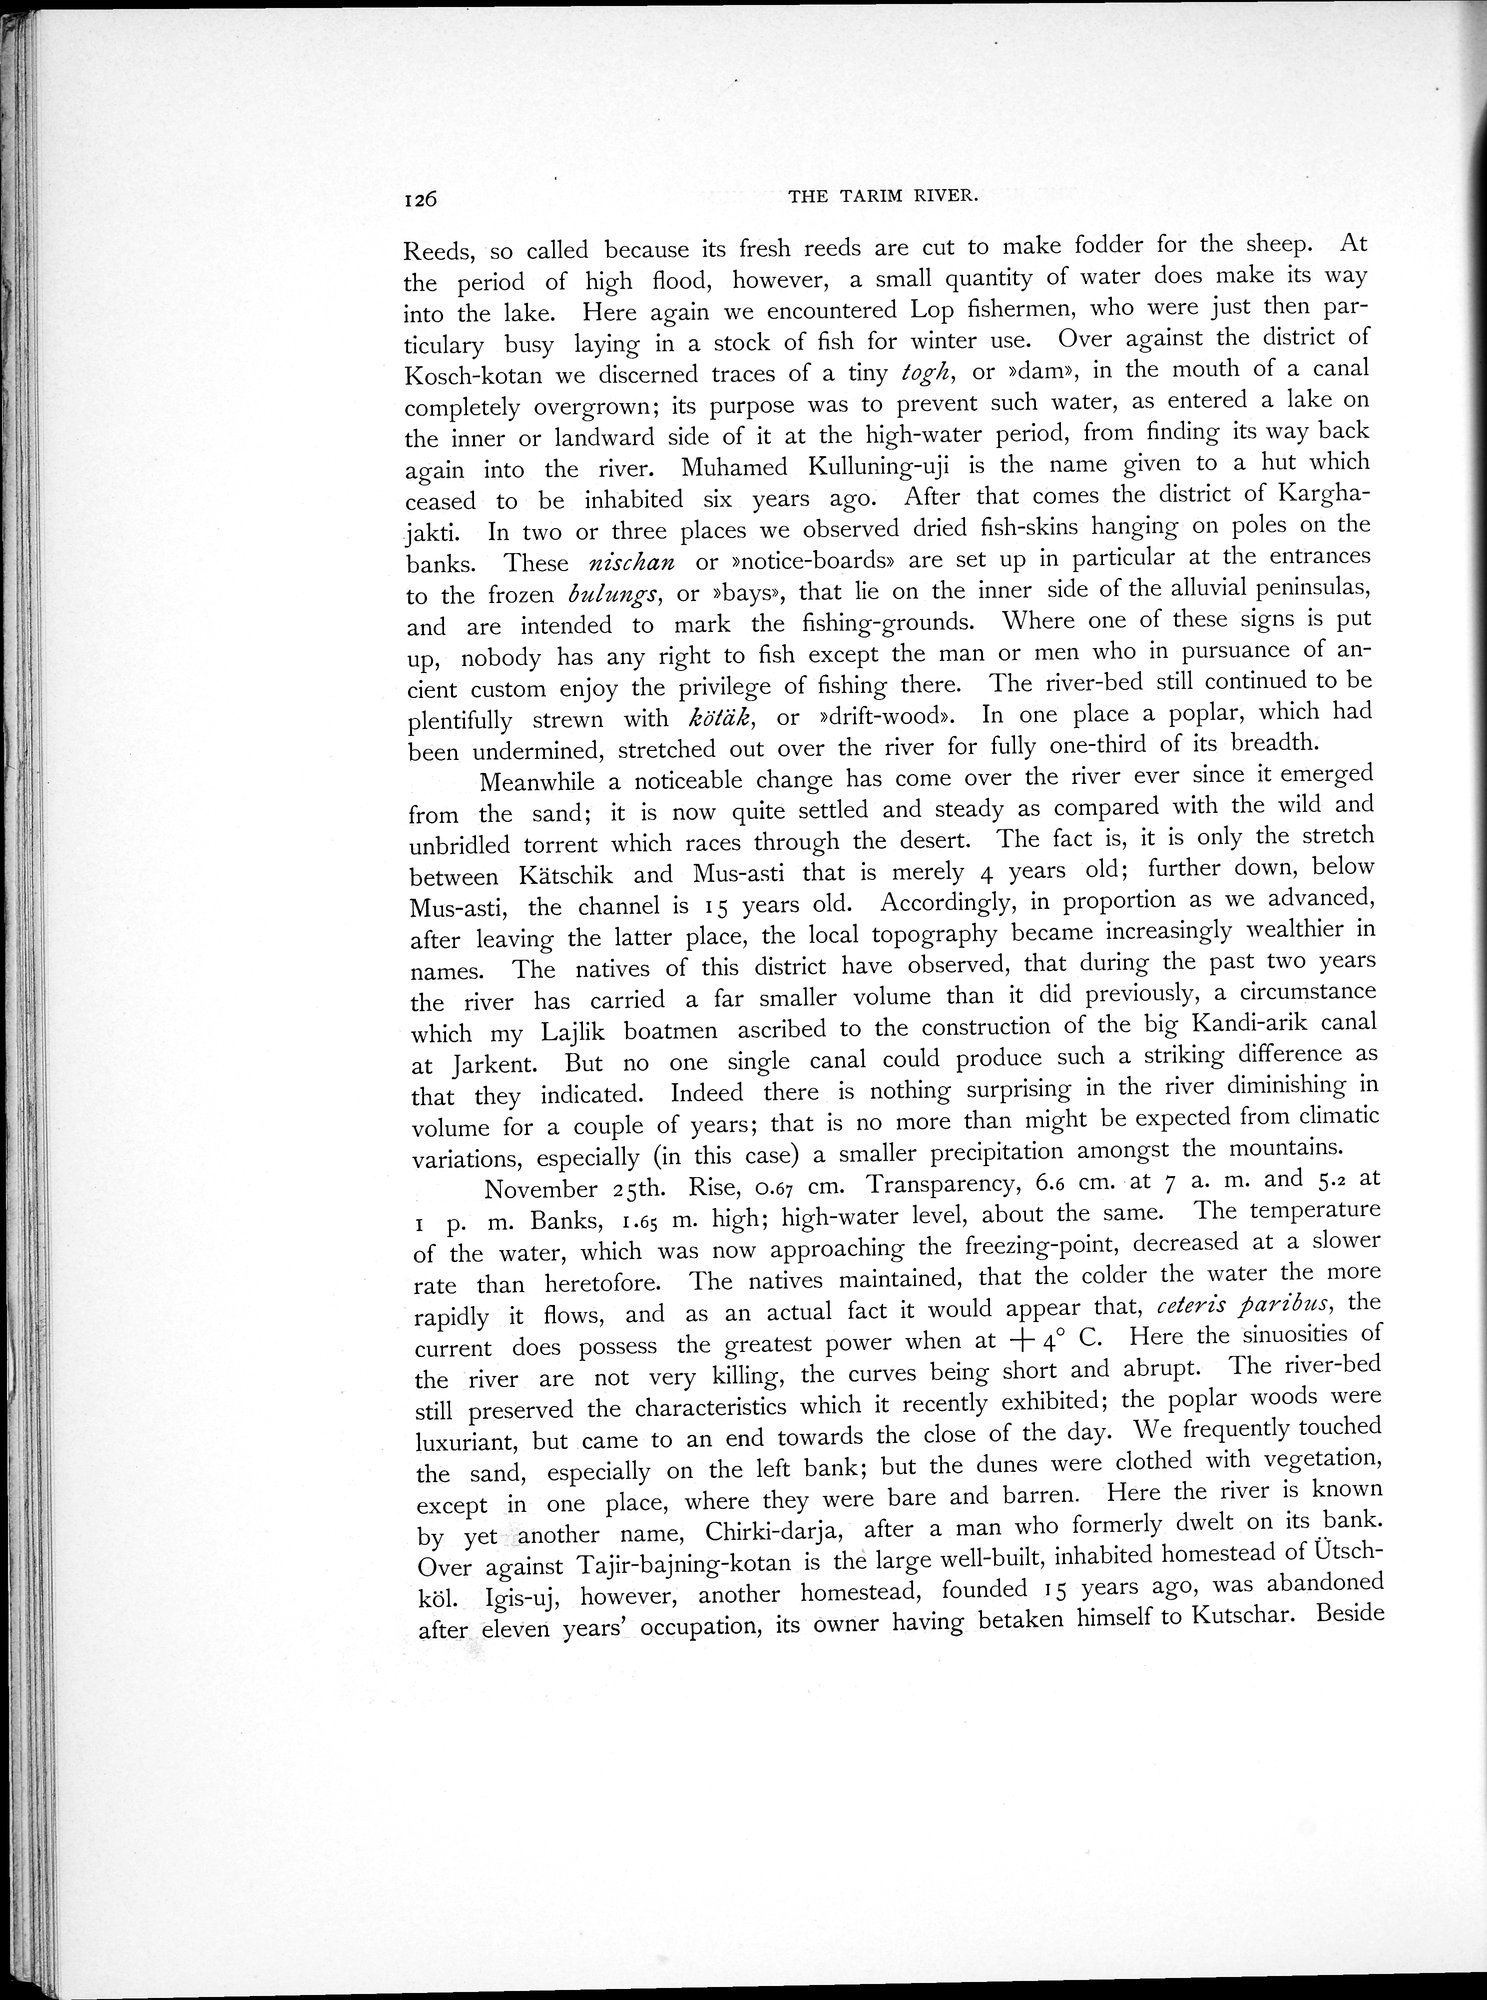 126
THE TARIM RIVER.
Reeds, so called because its fresh reeds are cut to make fodder for the sheep. At
the period of high flood, however, a small quantity of water does make its way
into the lake. Here again we encountered Lop fishermen, who were just then par-
ticulary busy laying in a stock of fish for winter use. Over against the district of
Kosch-kotan we discerned traces of a tiny togh, or »dam», in the mouth of a canal
completely overgrown; its purpose was to prevent such water, as entered a lake on
the inner or landward side of it at the high-water period, from finding its way back
again into the river. Muhamed Kulluning-uji is the name given to a hut which
ceased to be inhabited six years ago. After that comes the district of Kargha-
jakti. In two or three places we observed dried fish-skins hanging on poles on the
banks. These nischan or »notice-boards» are set up in particular at the entrances
to the frozen bulungs, or »bays», that lie on the inner side of the alluvial peninsulas,
and are intended to mark the fishing-grounds. Where one of these signs is put
up, nobody has any right to fish except the man or men who in pursuance of an-
cient custom enjoy the privilege of fishing there. The river-bed still continued to be
plentifully strewn with kötäk, or »drift-wood». In one place a poplar, which had
been undermined, stretched out over the river for fully one-third of its breadth.
Meanwhile a noticeable change has come over the river ever since it emerged
from the sand; it is now quite settled and steady as compared with the wild and
unbridled torrent which races through the desert. The fact is, it is only the stretch
between Kätschik and Mus-asti that is merely 4 years old; further down, below
Mus-asti, the channel is 15 years old. Accordingly, in proportion as we advanced,
after leaving the latter place, the local topography became increasingly wealthier in
names. The natives of this district have observed, that during the past two years
the river has carried a far smaller volume than it did previously, a circumstance
which my Lajlik boatmen ascribed to the construction of the big Kandi-arik canal
at Jarkent. But no one single canal could produce such a striking difference as
that they indicated. Indeed there is nothing surprising in the river diminishing in
volume for a couple of years; that is no more than might be expected from climatic
variations, especially (in this case) a smaller precipitation amongst the mountains.
November 25th. Rise, 0.67 cm. Transparency, 6.6 cm. at 7 a. m. and 5.2 at
1 p. m. Banks, 1.65 m. high; high-water level, about the same. The temperature
of the water, which was now approaching the freezing-point, decreased at a slower
rate than heretofore. The natives maintained, that the colder the water the more
rapidly it flows, and as an actual fact it would appear that, ceteris paribus, the
current does possess the greatest power when at + 4° C. Here the sinuosities of
the river are not very killing, the curves being short and abrupt. The river-bed
still preserved the characteristics which it recently exhibited; the poplar woods were
luxuriant, but came to an end towards the close of the day. We frequently touched
the sand, especially on the left bank; but the dunes were clothed with vegetation,
except in one place, where they were bare and barren. Here the river is known
by yet another name, Chirki-darja, after a man who formerly dwelt on its bank.
Over against Tajir-bajning-kotan is the large well-built, inhabited homestead of Ütsch-
köl. Igis-uj, however, another homestead, founded 15 years ago, was abandoned
after eleven years' occupation, its owner having betaken himself to Kutschar. Beside